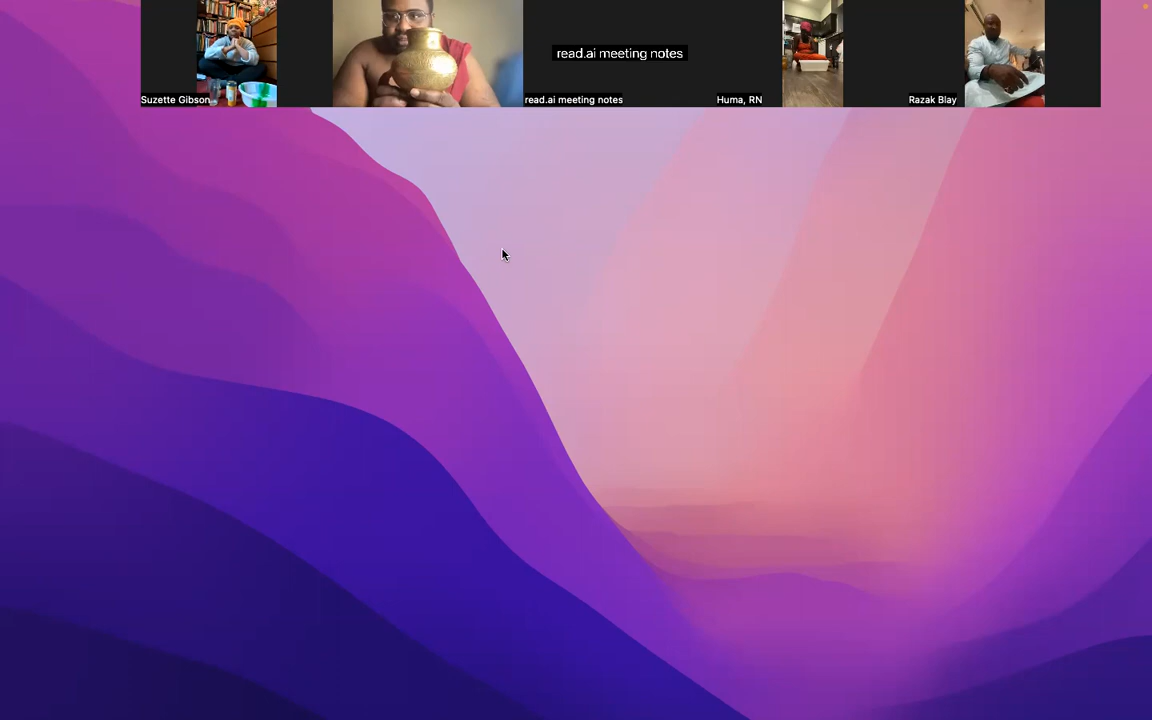 read.ai meeting notes
Suzette Gibson
read.ai meeting notes
Huma, RN
Razak Blay